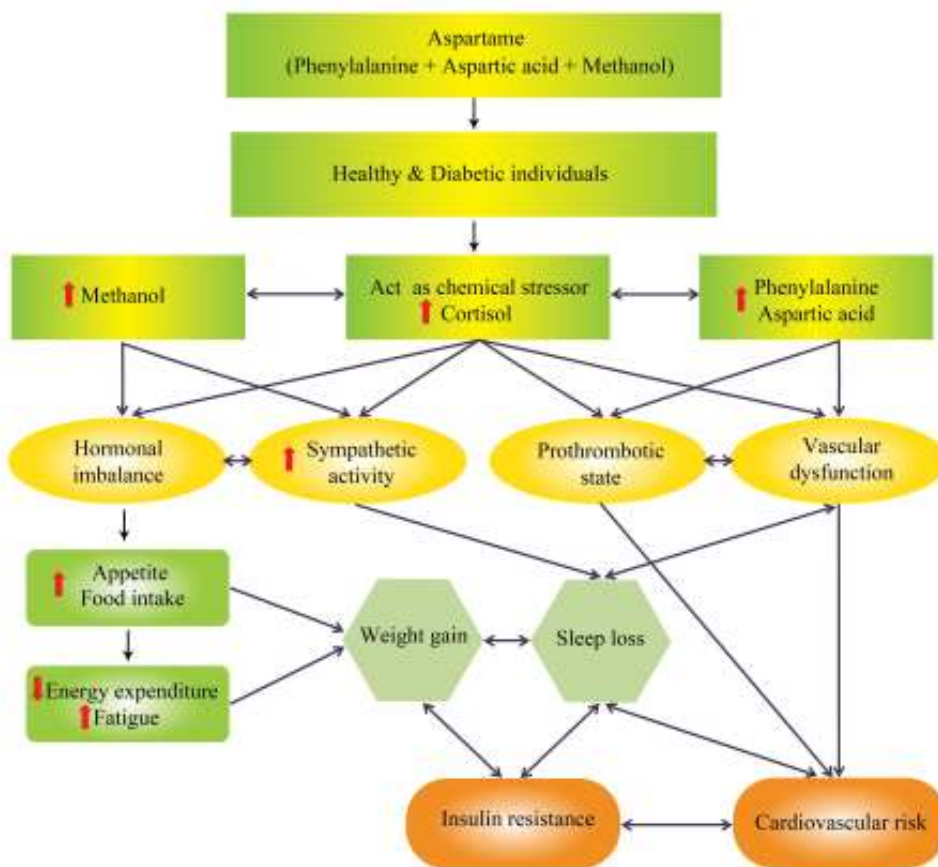 Aspartame
(Phenylalanine + Aspartic acid + Methanol)
Healthy & Diabetic individuals
Methanol
Act as chemical stressor
Cortisol
Phenylalanine
Aspartic acid
Hormonal
imbalance
Sympathetic
activity
Prothrombotic
state
Vascular
dysfunction
Appetite
Food intake
Weight gain
Sleep loss
Energy expenditure
Fatigue
Insulin resistance
Cardiovascular risk